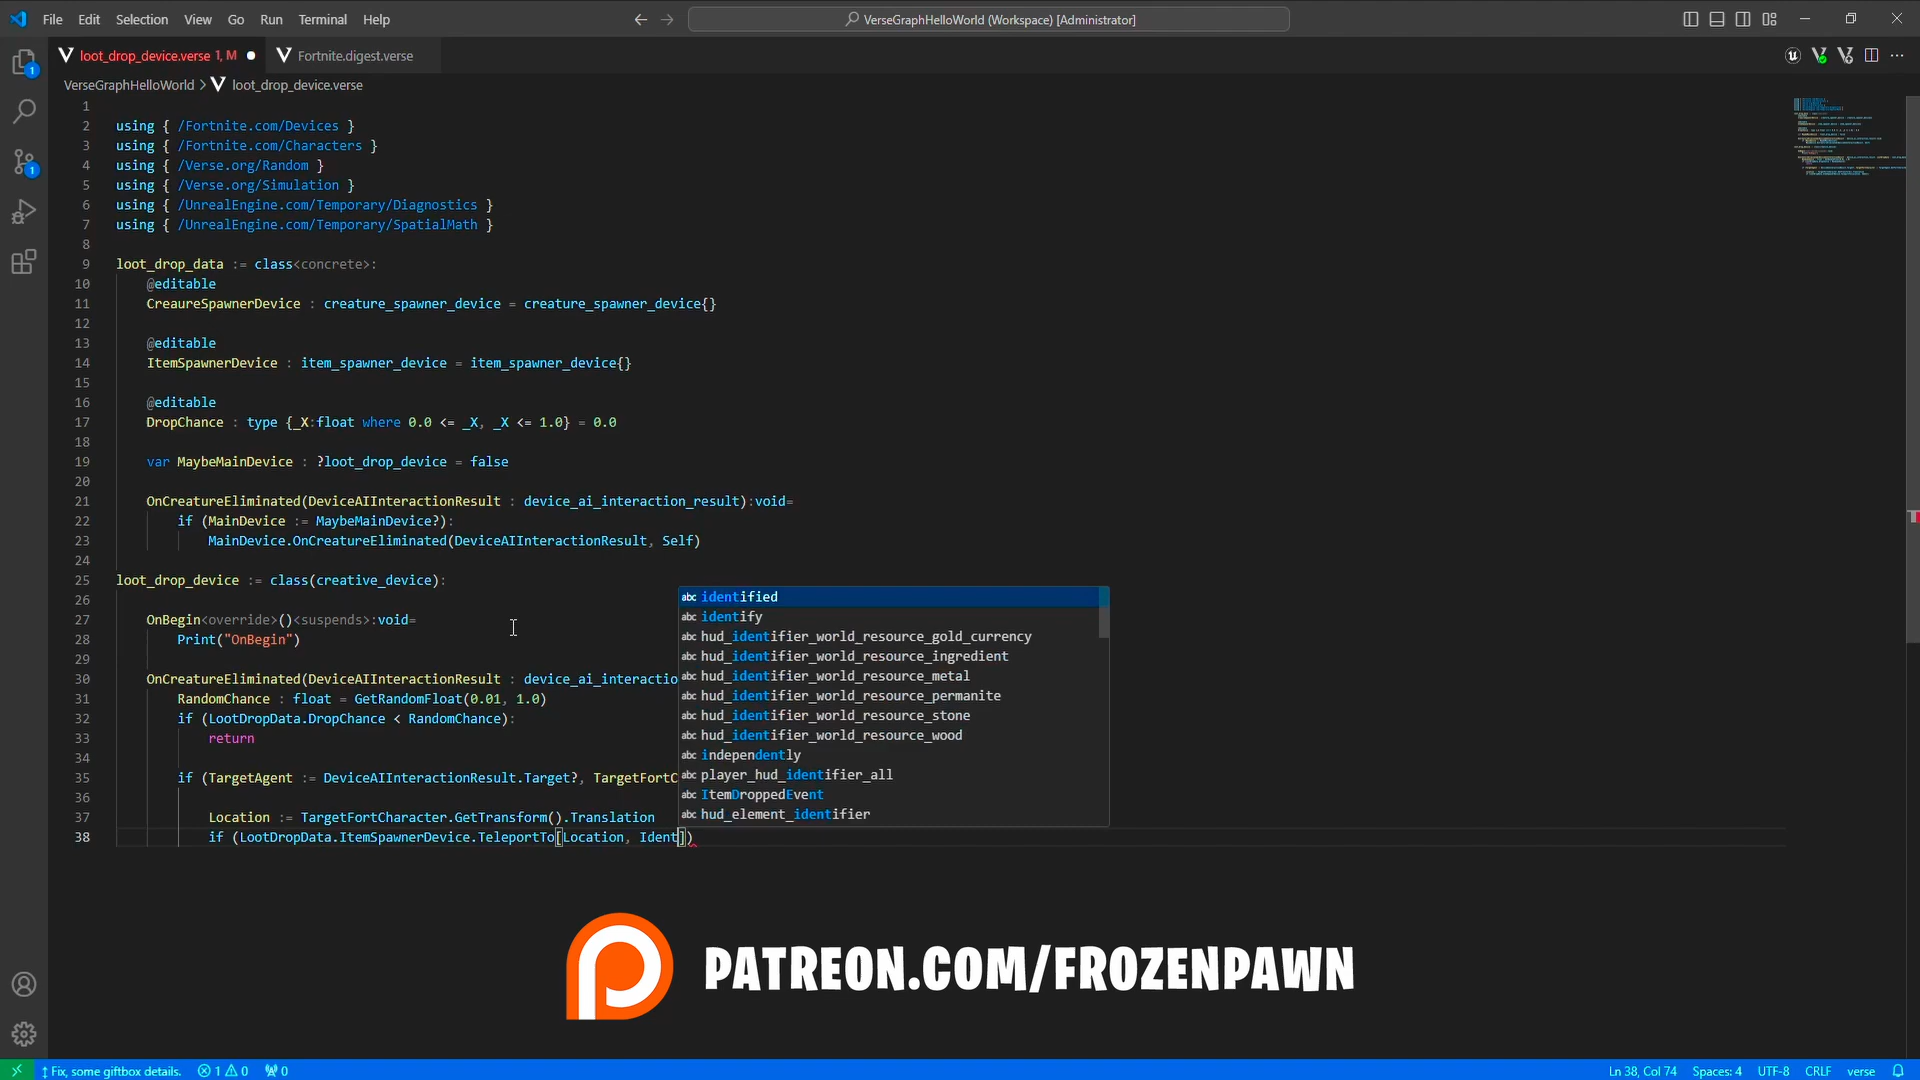 File Edit Selection View Go Run Terminal Help
VerseGraphHelloWorld (Workspace) [Administrator]
loot_drop_device.verse 1, M
Fortnite.digest.verse
VerseGraphHelloWorld > loot_drop_device.verse
1
2 using { /Fortnite.com/Devices }
3 using { /Fortnite.com/Characters }
4 using { /Verse.org/Random }
5 using { /Verse.org/Simulation }
6 using { /UnrealEngine.com/Temporary/Diagnostics }
7 using { /UnrealEngine.com/Temporary/SpatialMath }
8
9 loot_drop_data := class<concrete>:
10 @editable
11 CreaureSpawnerDevice : creature_spawner_device = creature_spawner_device{}
12
13 @editable
14 ItemSpawnerDevice : item_spawner_device = item_spawner_device{}
15
16 @editable
17 DropChance : type {_X:float where 0.0 <= _X, _X <= 1.0} = 0.0
18
19 var MaybeMainDevice : ?loot_drop_device = false
20
21 OnCreatureEliminated(DeviceAIInteractionResult : device_ai_interaction_result):void=
22 if (MainDevice := MaybeMainDevice?):
23 MainDevice.OnCreatureEliminated(DeviceAIInteractionResult, Self)
24
25 loot_drop_device := class(creative_device):
26
27 OnBegin<override>()<suspends>:void=
28 Print("OnBegin")
29
30 OnCreatureEliminated(DeviceAIInteractionResult : device_ai_interactio
31 RandomChance : float = GetRandomFloat(0.01, 1.0)
32 if (LootDropData.DropChance < RandomChance):
33 return
34
35 if (TargetAgent := DeviceAIInteractionResult.Target?, TargetFortC
36
37 Location := TargetFortCharacter.GetTransform().Translation
38 if (LootDropData.ItemSpawnerDevice.TeleportTo[Location, Ident])
abc identified
abc identify
abc hud_identifier_world_resource_gold_currency
abc hud_identifier_world_resource_ingredient
abc hud_identifier_world_resource_metal
abc hud_identifier_world_resource_permanite
abc hud_identifier_world_resource_stone
abc hud_identifier_world_resource_wood
abc independently
abc player_hud_identifier_all
abc ItemDroppedEvent
abc hud_element_identifier
PATREON.COM/FROZENPAWN
Fix, some giftbox details. 1 0 0
Ln 38, Col 74 Spaces: 4 UTF-8 CRLF verse